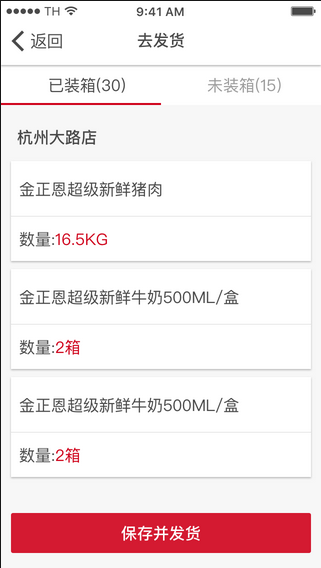 TH 9:41 AM
返回 去发货
已装箱(30) 未装箱(15)
杭州大路店
金正恩超级新鲜猪肉
数量:16.5KG
金正恩超级新鲜牛奶500ML/盒
数量:2箱
金正恩超级新鲜牛奶500ML/盒
数量:2箱
保存并发货